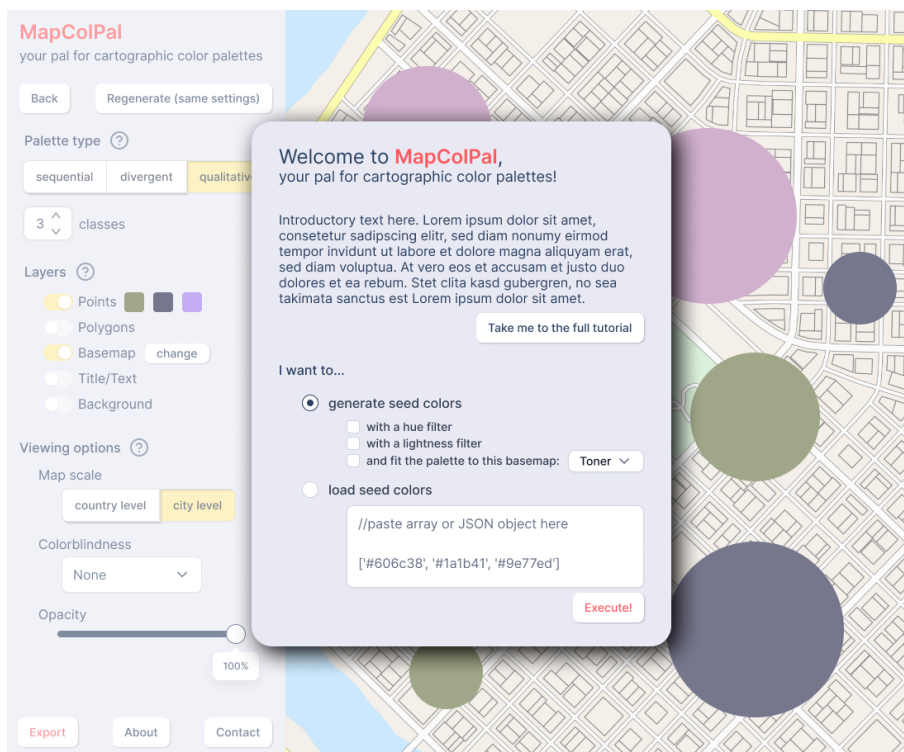 MapColPal
your pal for cartographic color palettes
Back
Regenerate (same settings)
Palette type ?
sequential
divergent
qualitative
3
classes
Layers ?
Points
Polygons
Basemap
change
Title/Text
Background
Viewing options ?
Map scale
country level
city level
Colorblindness
None
Opacity
100%
Export
About
Contact
Welcome to MapColPal,
your pal for cartographic color palettes!
Introductory text here. Lorem ipsum dolor sit amet,
consetetur sadipscing elitr, sed diam nonumy eirmod
tempor invidunt ut labore et dolore magna aliquyam erat,
sed diam voluptua. At vero eos et accusam et justo duo
dolores et ea rebum. Stet clita kasd gubergren, no sea
takimata sanctus est Lorem ipsum dolor sit amet.
Take me to the full tutorial
I want to...
generate seed colors
with a hue filter
with a lightness filter
and fit the palette to this basemap:
Toner
load seed colors
//paste array or JSON object here
['#606c38', '#1a1b41', '#9e77ed']
Execute!